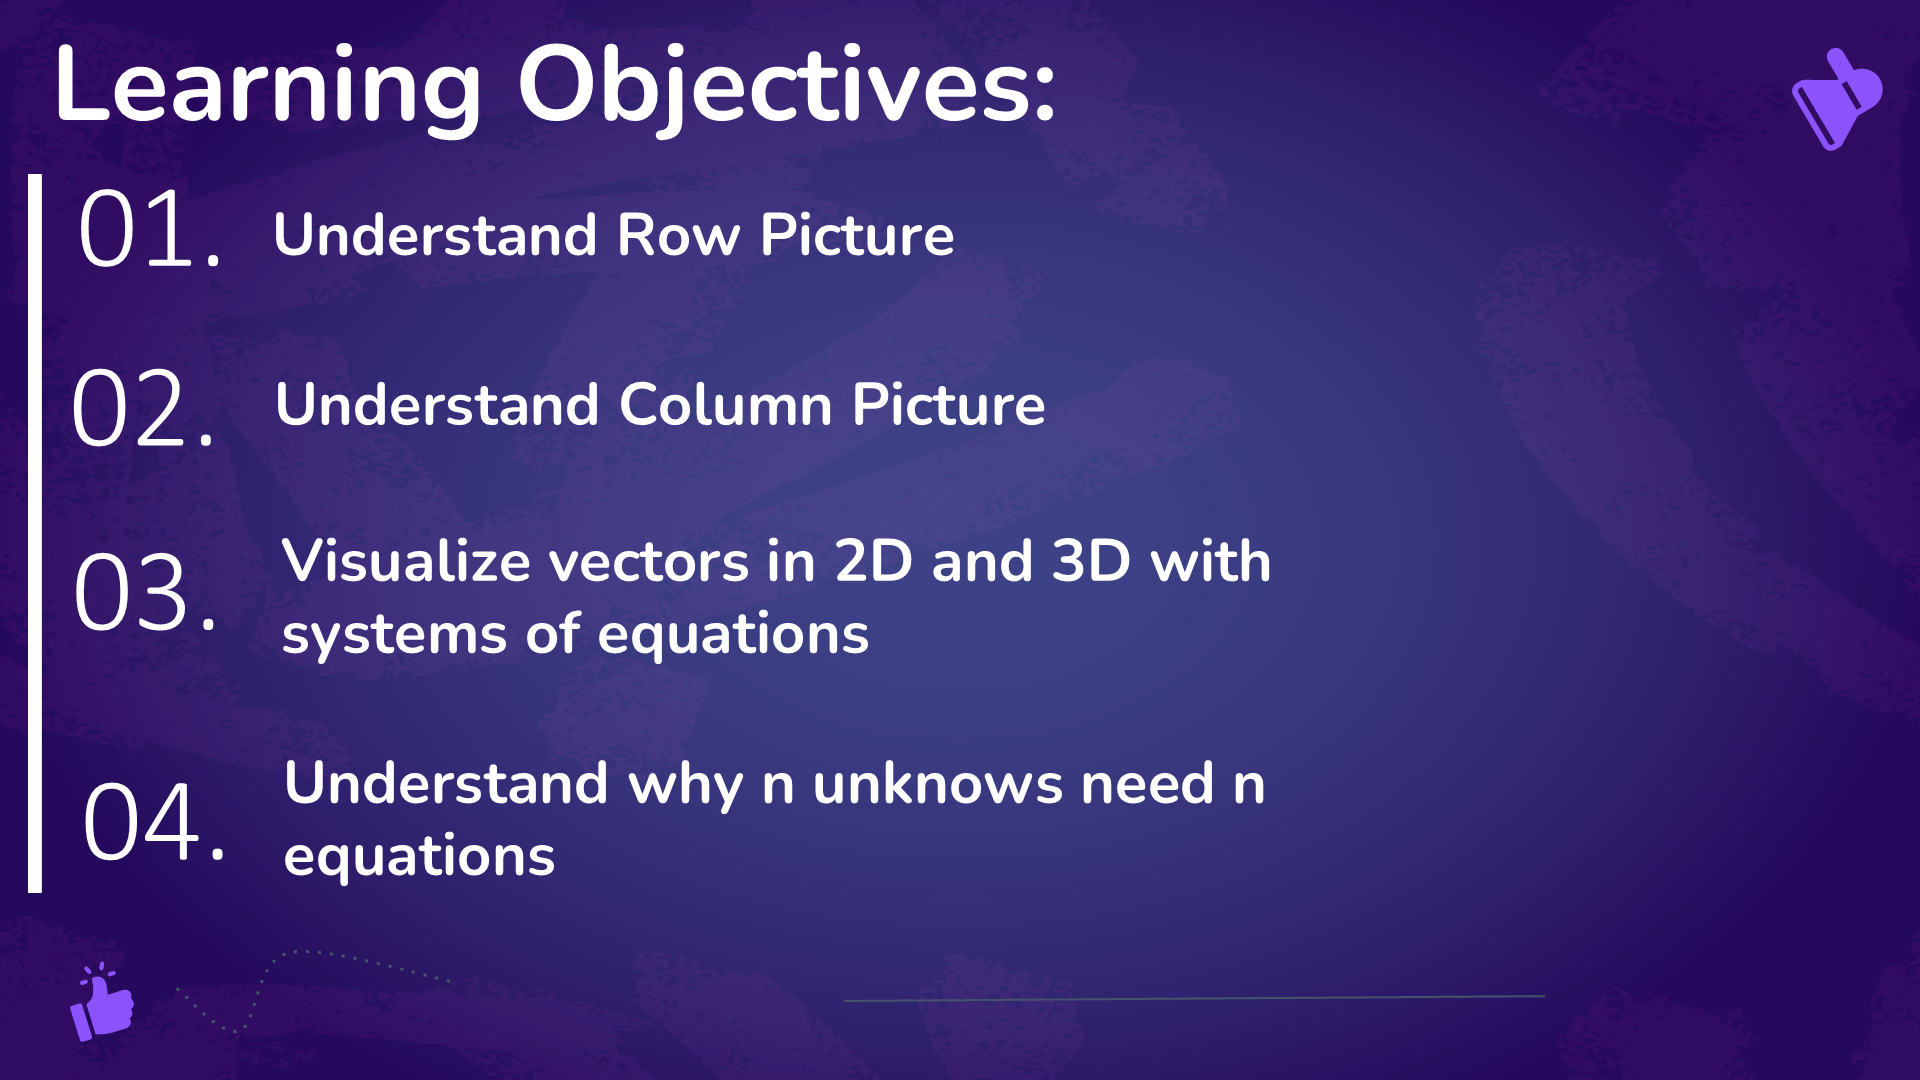 Learning Objectives:
01. Understand Row Picture
02. Understand Column Picture
03. Visualize vectors in 2D and 3D with
systems of equations
04. Understand why n unknows need n
equations